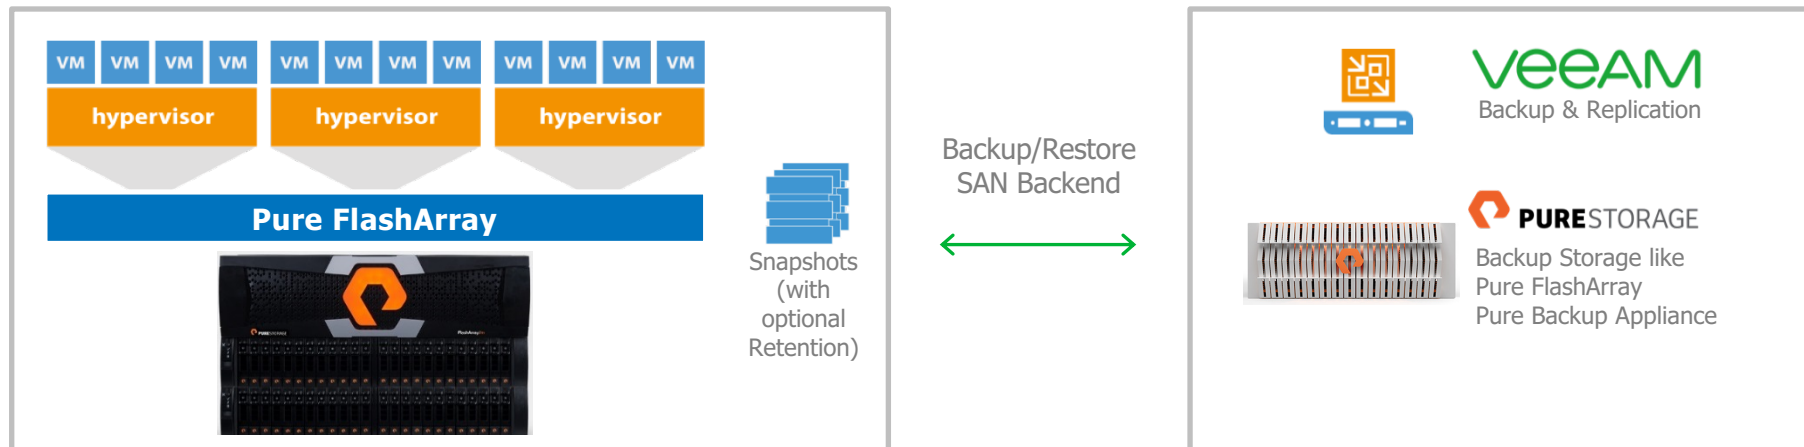 VM VM VM VM VM VM VM VM VM VM VM VM
hypervisor hypervisor hypervisor
Pure FlashArray
PURESTORAGE
Snapshots
(with
optional
Retention)
Backup/Restore
SAN Backend
veeAM
Backup & Replication
PURESTORAGE
Backup Storage like
Pure FlashArray
Pure Backup Appliance